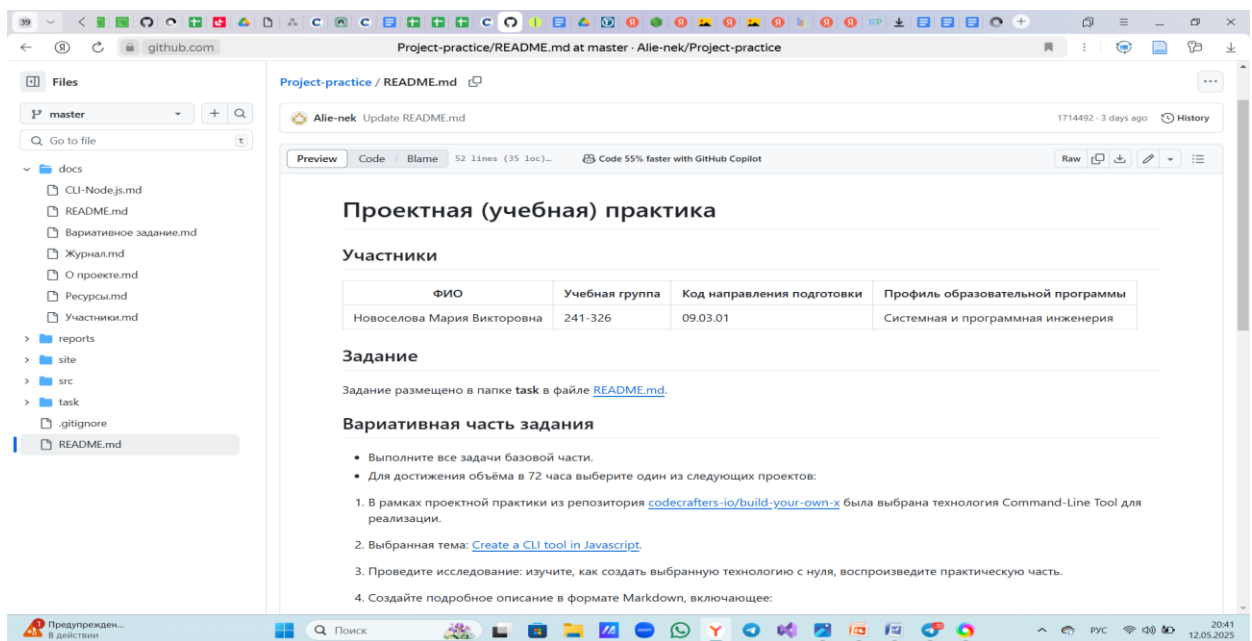 39
github.com
Project-practice/README.md at master · Alie-nek/Project-practice
Files
master
Go to file
t
docs
CLI-Node.js.md
README.md
Вариативное задание.md
Журнал.md
О проекте.md
Ресурсы.md
Участники.md
reports
site
src
task
.gitignore
README.md
Project-practice / README.md
Alie-nek Update README.md
1714492 · 3 days ago History
Preview Code Blame 52 lines (35 loc)... Code 55% faster with GitHub Copilot Raw
Проектная (учебная) практика
Участники
ФИО Учебная группа Код направления подготовки Профиль образовательной программы
Новоселова Мария Викторовна 241-326 09.03.01 Системная и программная инженерия
Задание
Задание размещено в папке task в файле README.md.
Вариативная часть задания
• Выполните все задачи базовой части.
• Для достижения объёма в 72 часа выберите один из следующих проектов:
1. В рамках проектной практики из репозитория codecrafters-io/build-your-own-x была выбрана технология Command-Line Tool для
реализации.
2. Выбранная тема: Create a CLI tool in Javascript.
3. Проведите исследование: изучите, как создать выбранную технологию с нуля, воспроизведите практическую часть.
4. Создайте подробное описание в формате Markdown, включающее:
Предупрежден...
В действии
Поиск
РУС
20:41
12.05.2025